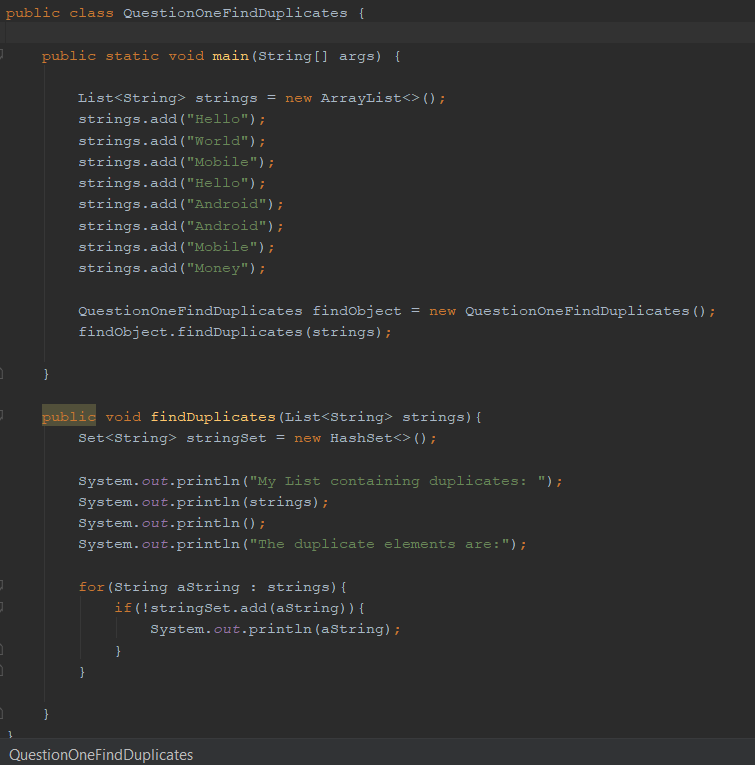 public class QuestionOneFindDuplicates {
public static void main(String[] args) {
List<String> strings = new ArrayList<>();
strings.add("Hello");
strings.add("World");
strings.add("Mobile");
strings.add("Hello");
strings.add("Android");
strings.add("Android");
strings.add("Mobile");
strings.add("Money");
QuestionOneFindDuplicates findObject = new QuestionOneFindDuplicates();
findObject.findDuplicates(strings);
}
public void findDuplicates(List<String> strings){
Set<String> stringSet = new HashSet<>();
System.out.println("My List containing duplicates: ");
System.out.println(strings);
System.out.println();
System.out.println("The duplicate elements are:");
for(String aString : strings){
if(!stringSet.add(aString)){
System.out.println(aString);
}
}
}
}
QuestionOneFindDuplicates